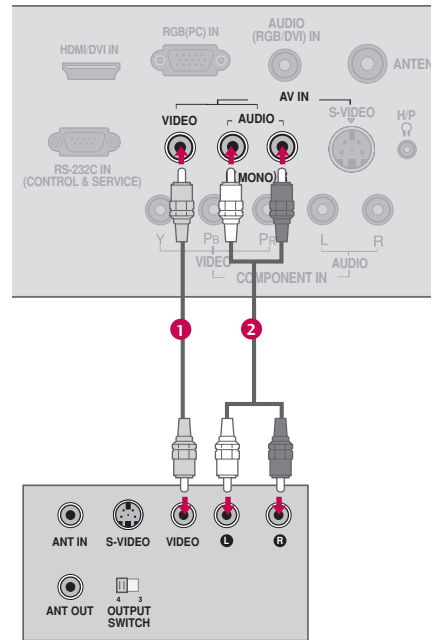 RGB(PC) IN
AUDIO
(RGB/DVI) IN
HDMI/DVI IN
ANTEN
AV IN
VIDEO
AUDIO
S-VIDEO
H/P
RS-232C IN
(CONTROL & SERVICE)
(MONO)
Y
PB
PR
L
R
VIDEO
AUDIO
COMPONENT IN
1
2
ANT IN
S-VIDEO
VIDEO
L
R
ANT OUT
4
3
OUTPUT
SWITCH